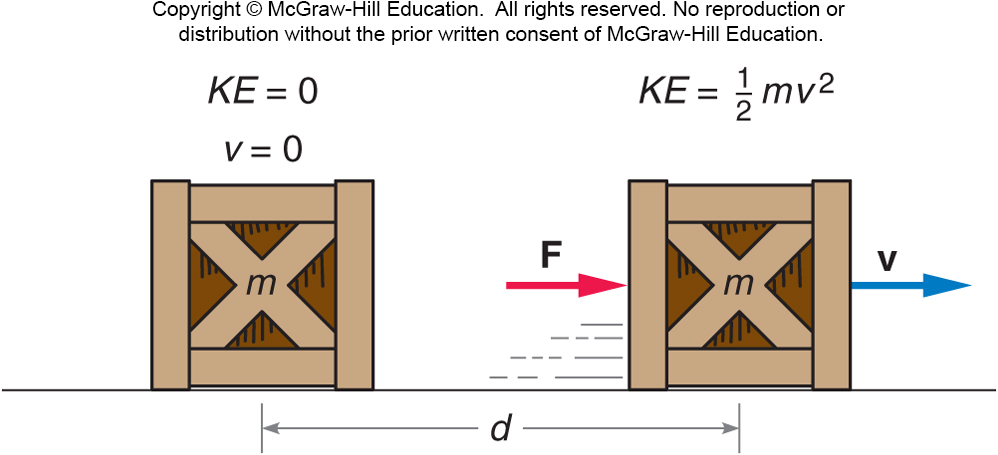 Copyright © McGraw-Hill Education.  All rights reserved. No reproduction or
distribution without the prior written consent of McGraw-Hill Education.
KE = 0
v = 0
KE = 1/2 mv²
m
F
m
v
d